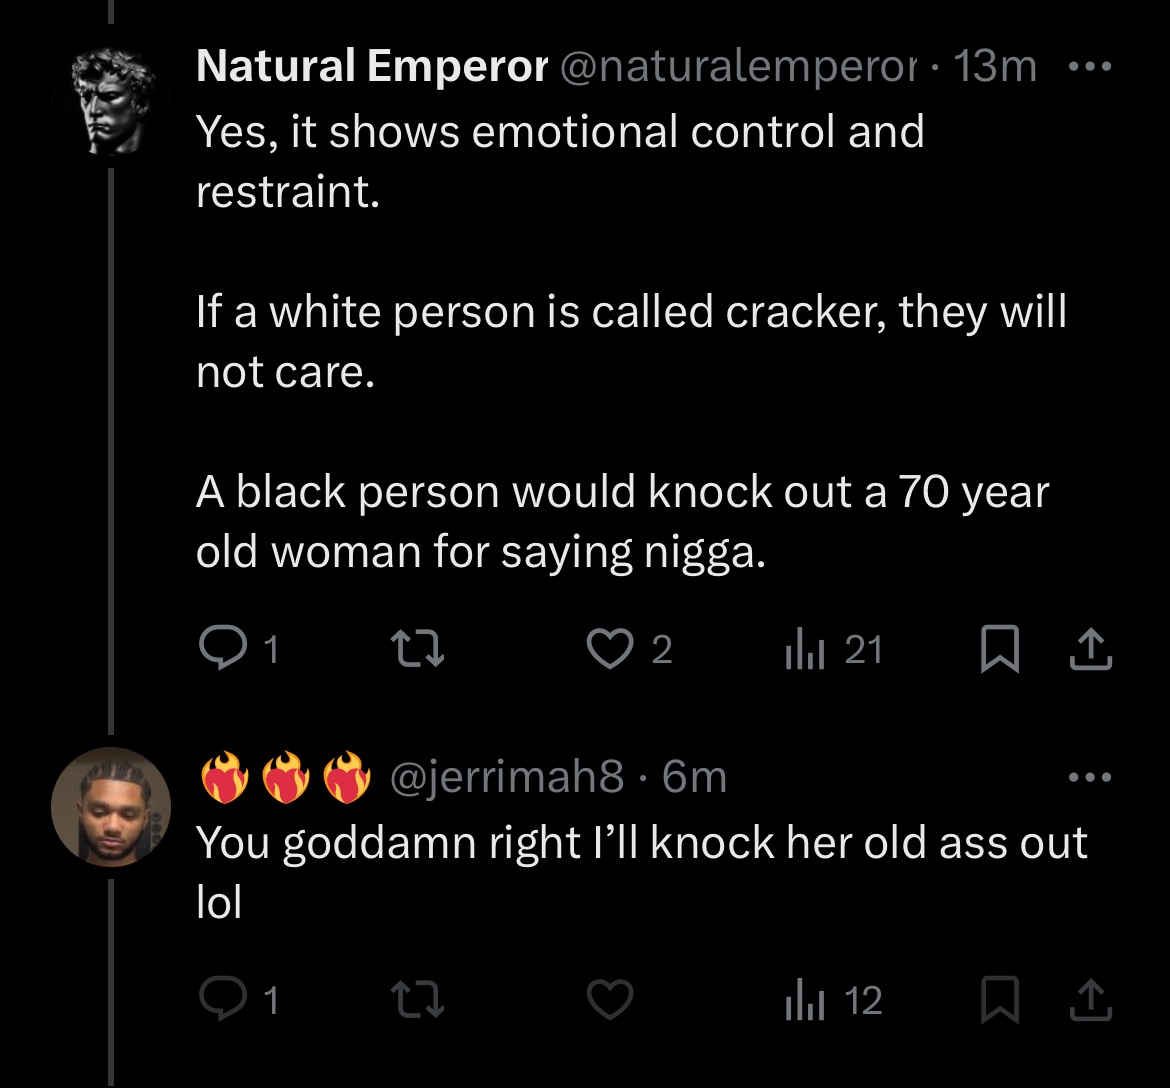 Natural Emperor @naturalemperor · 13m
Yes, it shows emotional control and
restraint.
If a white person is called cracker, they will
not care.
A black person would knock out a 70 year
old woman for saying nigga.
1 2 21
❤️‍🔥❤️‍🔥❤️‍🔥 @jerrimah8 · 6m
You goddamn right I’ll knock her old ass out
lol
1 12